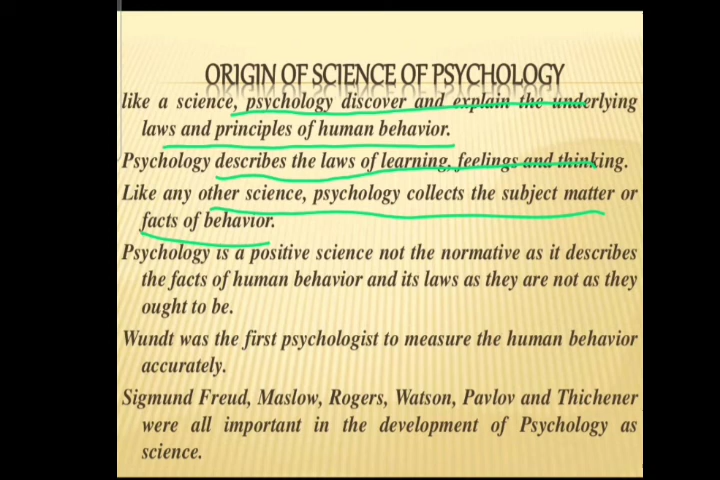 ORIGIN OF SCIENCE OF PSYCHOLOGY
like a science, psychology discover and explain the underlying
laws and principles of human behavior.
Psychology describes the laws of learning, feelings and thinking.
Like any other science, psychology collects the subject matter or
facts of behavior.
Psychology is a positive science not the normative as it describes
the facts of human behavior and its laws as they are not as they
ought to be.
Wundt was the first psychologist to measure the human behavior
accurately.
Sigmund Freud, Maslow, Rogers, Watson, Pavlov and Thichener
were all important in the development of Psychology as
science.